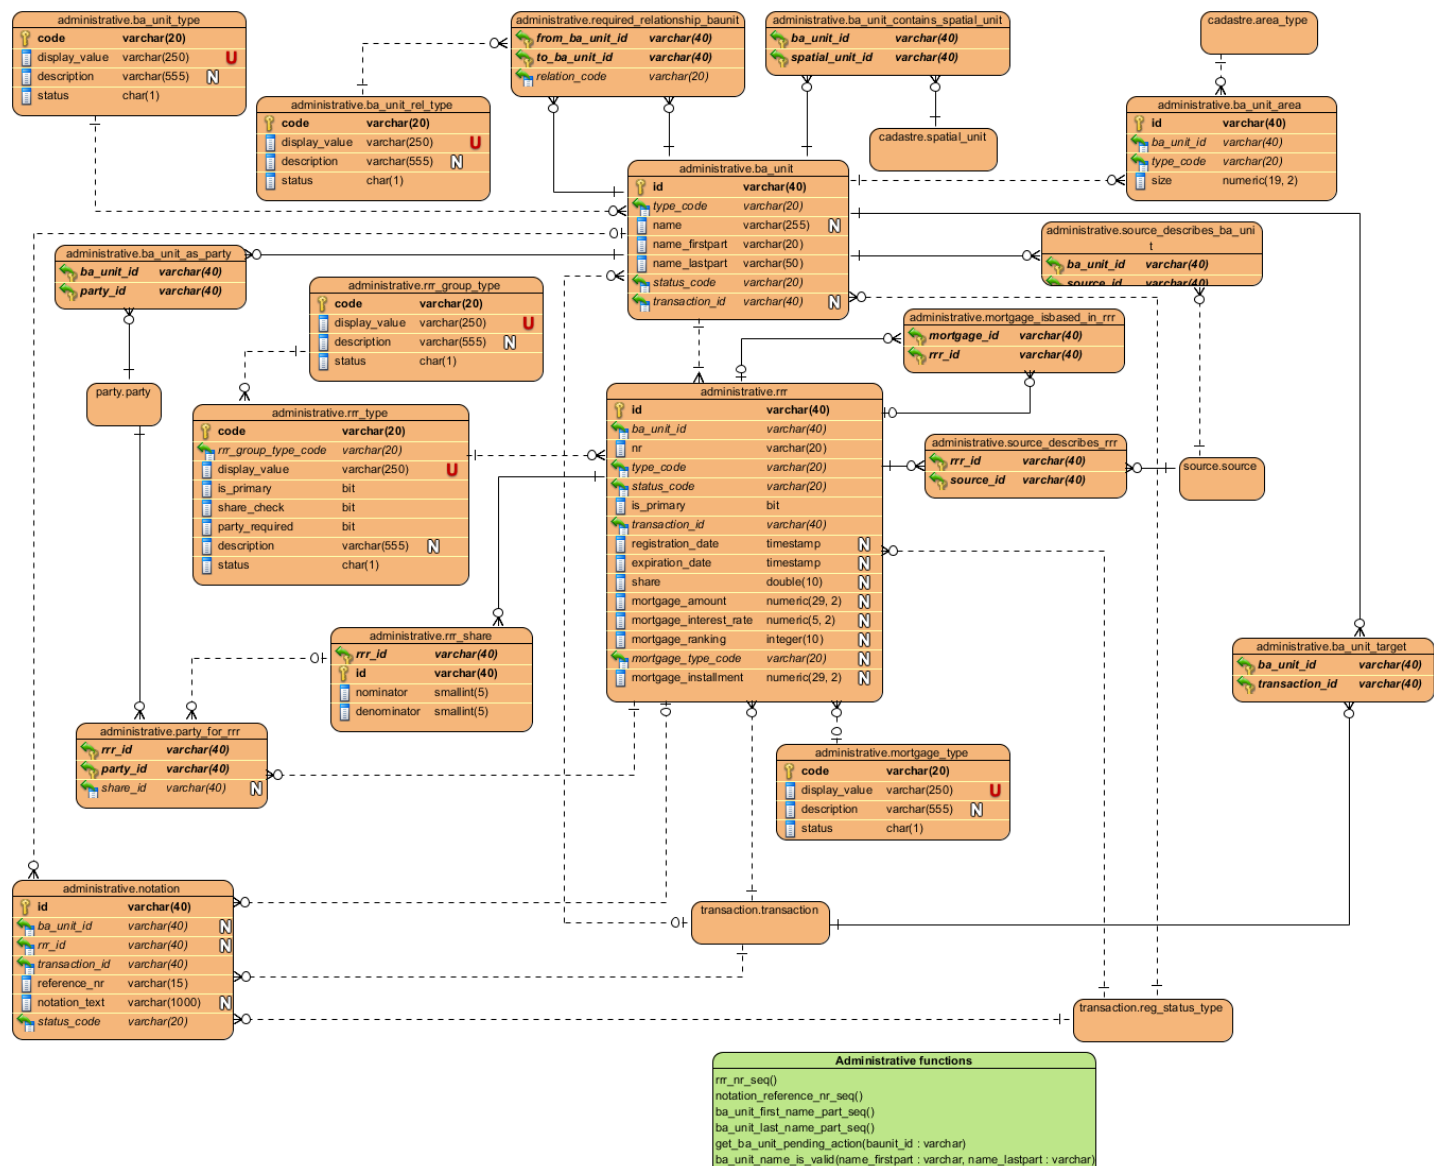 administrative.ba_unit_type
code varchar(20)
display_value varchar(250) U
description varchar(555) N
status char(1)
administrative.required_relationship_baunit
from_ba_unit_id varchar(40)
to_ba_unit_id varchar(40)
relation_code varchar(20)
administrative.ba_unit_contains_spatial_unit
ba_unit_id varchar(40)
spatial_unit_id varchar(40)
cadastre.area_type
administrative.ba_unit_rel_type
code varchar(20)
display_value varchar(250) U
description varchar(555) N
status char(1)
cadastre.spatial_unit
administrative.ba_unit_area
id varchar(40)
ba_unit_id varchar(40)
type_code varchar(20)
size numeric(19, 2)
administrative.ba_unit
id varchar(40)
type_code varchar(20)
name varchar(255) N
name_firstpart varchar(20)
name_lastpart varchar(50)
status_code varchar(20)
transaction_id varchar(40) N
administrative.source_describes_ba_uni
t
ba_unit_id varchar(40)
source_id varchar(40)
administrative.ba_unit_as_party
ba_unit_id varchar(40)
party_id varchar(40)
administrative.rrr_group_type
code varchar(20)
display_value varchar(250) U
description varchar(555) N
status char(1)
administrative.mortgage_isbased_in_rrr
mortgage_id varchar(40)
rrr_id varchar(40)
party.party
administrative.rrr_type
code varchar(20)
rrr_group_type_code varchar(20)
display_value varchar(250) U
is_primary bit
share_check bit
party_required bit
description varchar(555) N
status char(1)
administrative.rrr
id varchar(40)
ba_unit_id varchar(40)
nr varchar(20)
type_code varchar(20)
status_code varchar(20)
is_primary bit
transaction_id varchar(40)
registration_date timestamp N
expiration_date timestamp N
share double(10) N
mortgage_amount numeric(29, 2) N
mortgage_interest_rate numeric(5, 2) N
mortgage_ranking integer(10) N
mortgage_type_code varchar(20) N
mortgage_installment numeric(29, 2) N
administrative.source_describes_rrr
rrr_id varchar(40)
source_id varchar(40)
source.source
administrative.rrr_share
rrr_id varchar(40)
id varchar(40)
nominator smallint(5)
denominator smallint(5)
administrative.ba_unit_target
ba_unit_id varchar(40)
transaction_id varchar(40)
administrative.party_for_rrr
rrr_id varchar(40)
party_id varchar(40)
share_id varchar(40) N
administrative.mortgage_type
code varchar(20)
display_value varchar(250) U
description varchar(555) N
status char(1)
administrative.notation
id varchar(40)
ba_unit_id varchar(40) N
rrr_id varchar(40) N
transaction_id varchar(40)
reference_nr varchar(15)
notation_text varchar(1000) N
status_code varchar(20)
transaction.transaction
transaction.reg_status_type
Administrative functions
rrr_nr_seq()
notation_reference_nr_seq()
ba_unit_first_name_part_seq()
ba_unit_last_name_part_seq()
get_ba_unit_pending_action(baunit_id : varchar)
ba_unit_name_is_valid(name_firstpart : varchar, name_lastpart : varchar)